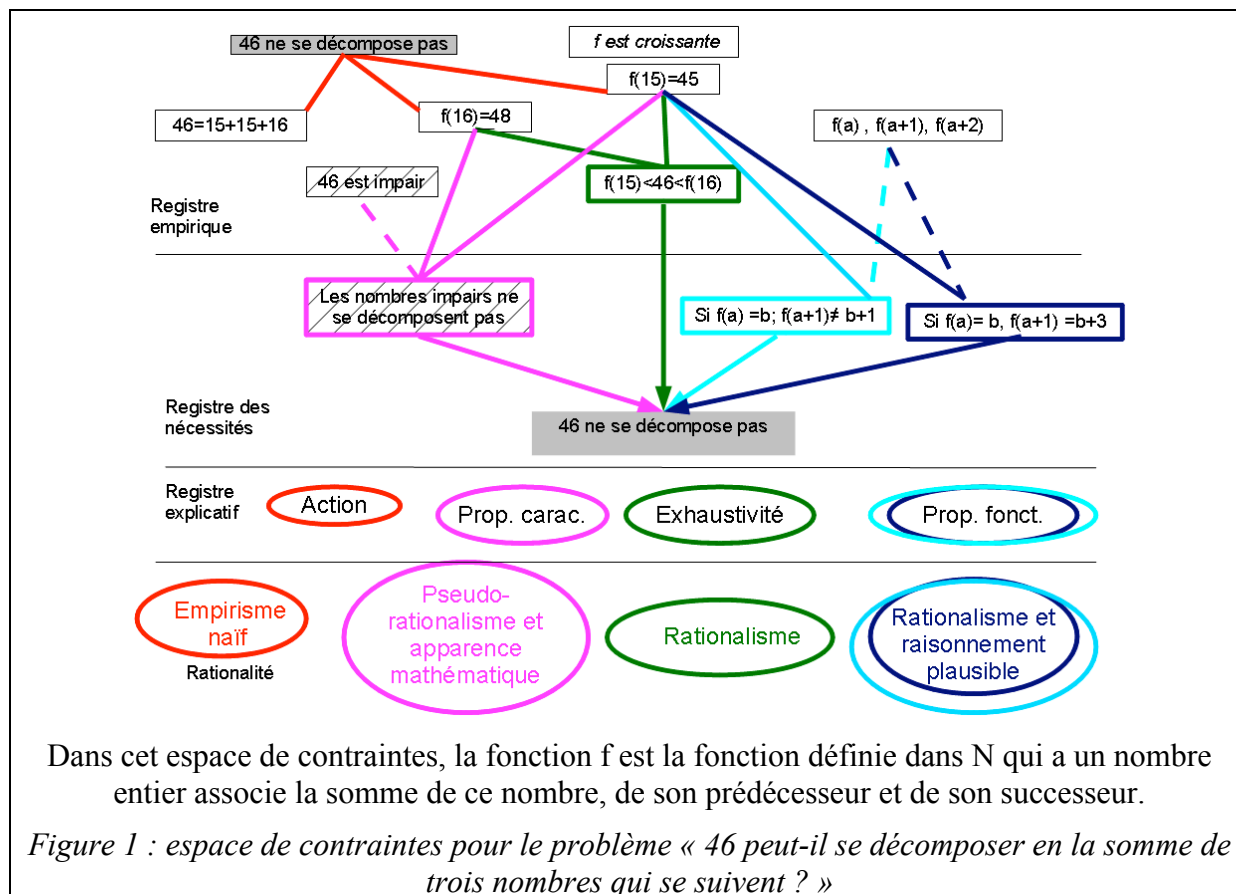 46 ne se décompose pas
f est croissante
f(15)=45
46=15+15+16
f(16)=48
f(a) , f(a+1), f(a+2)
46 est impair
f(15)<46<f(16)
Registre
empirique
Les nombres impairs ne
se décomposent pas
Si f(a) =b; f(a+1)≠ b+1
Si f(a)= b, f(a+1) =b+3
Registre des
nécessités
46 ne se décompose pas
Registre
explicatif
Action
Prop. carac.
Exhaustivité
Prop. fonct.
Empirisme
naïf
Rationalité
Pseudo-
rationalisme et
apparence
mathématique
Rationalisme
Rationalisme et
raisonnement
plausible
Dans cet espace de contraintes, la fonction f est la fonction définie dans N qui a un nombre
entier associe la somme de ce nombre, de son prédécesseur et de son successeur.
Figure 1 : espace de contraintes pour le problème « 46 peut-il se décomposer en la somme de
trois nombres qui se suivent ? »